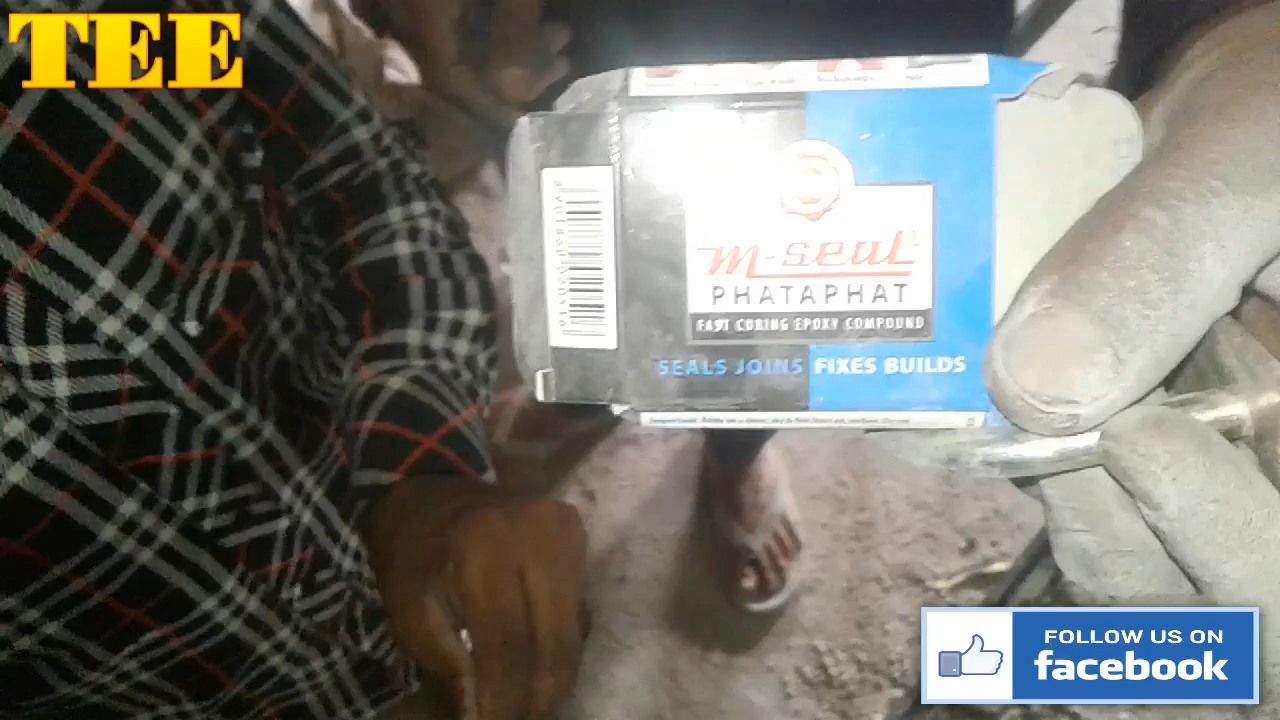 TEE
m-seal
PHATAPHAT
FAST CURING EPOXY COMPOUND
SEALS JOINS FIXES BUILDS
FOLLOW US ON
facebook